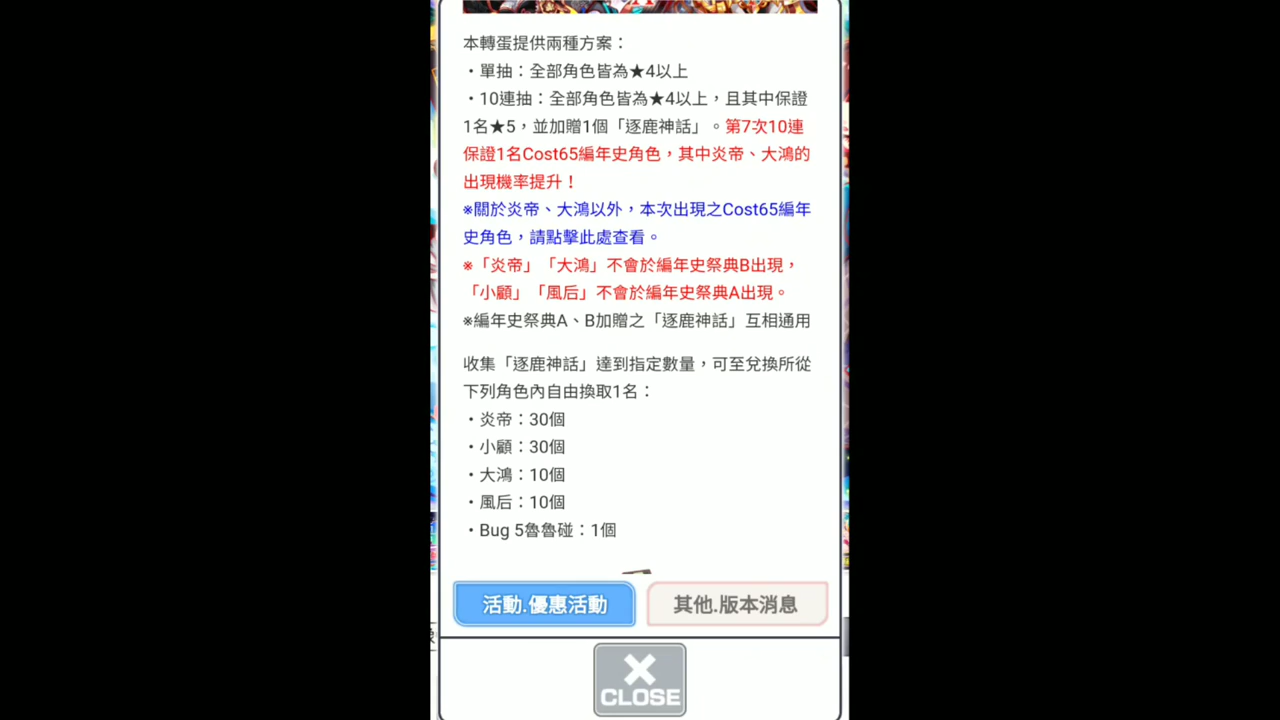 本轉蛋提供兩種方案：
・單抽：全部角色皆為★4以上
・10連抽：全部角色皆為★4以上，且其中保證
1名★5，並加贈1個「逐鹿神話」。第7次10連
保證1名Cost65編年史角色，其中炎帝、大鴻的
出現機率提升！
※關於炎帝、大鴻以外，本次出現之Cost65編年
史角色，請點擊此處查看。
※「炎帝」「大鴻」不會於編年史祭典B出現，
「小顧」「風后」不會於編年史祭典A出現。
※編年史祭典A、B加贈之「逐鹿神話」互相通用
收集「逐鹿神話」達到指定數量，可至兌換所從
下列角色內自由換取1名：
・炎帝：30個
・小顧：30個
・大鴻：10個
・風后：10個
・Bug 5魯魯碰：1個
活動.優惠活動
其他.版本消息
CLOSE